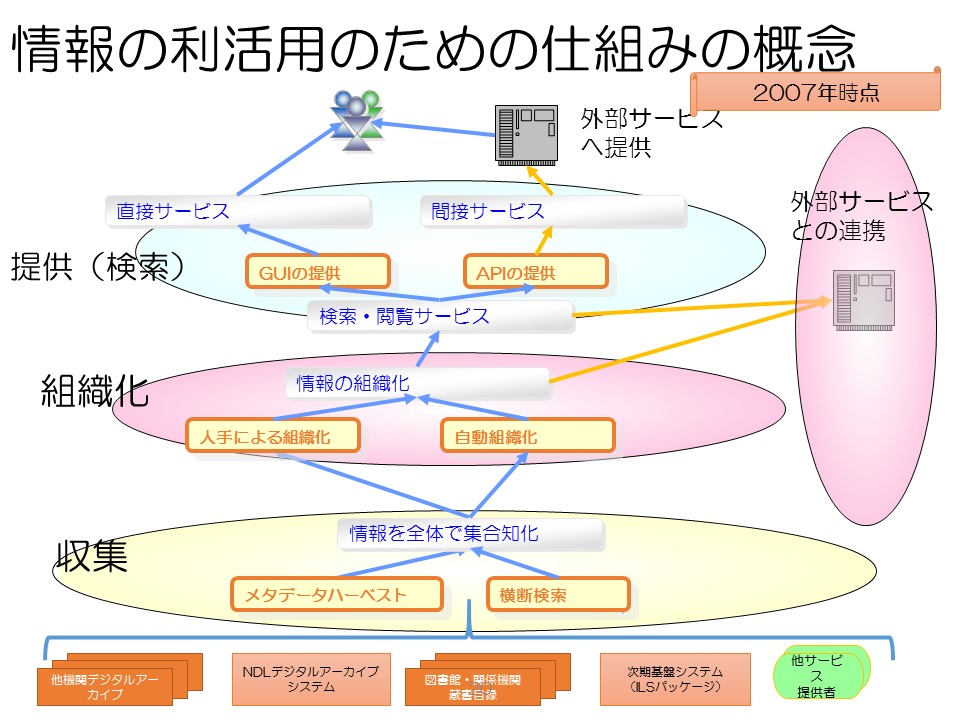 情報の利活用のための仕組みの概念
2007年時点
外部サービス
へ提供
直接サービス
間接サービス
外部サービス
との連携
提供（検索）
GUIの提供
APIの提供
検索・閲覧サービス
組織化
情報の組織化
人手による組織化
自動組織化
情報を全体で集合知化
収集
メタデータハーベスト
横断検索
他機関デジタルアー
カイブ
NDLデジタルアーカイブ
システム
図書館・関係機関
蔵書目録
次期基盤システム
（ILSパッケージ）
他サービ
ス
提供者